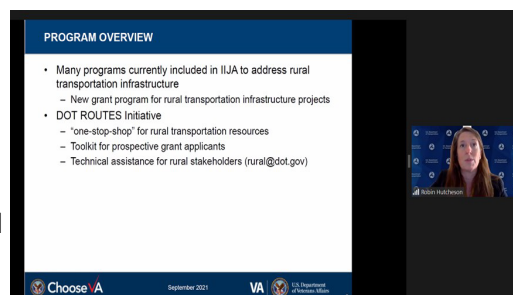 PROGRAM OVERVIEW
• Many programs currently included in IIJA to address rural
transportation infrastructure
– New grant program for rural transportation infrastructure projects
• DOT ROUTES Initiative
– “one-stop-shop” for rural transportation resources
– Toolkit for prospective grant applicants
– Technical assistance for rural stakeholders (rural@dot.gov)
Robin Hutcheson
Choose VA
September 2021
VA
U.S. Department
of Veterans Affairs